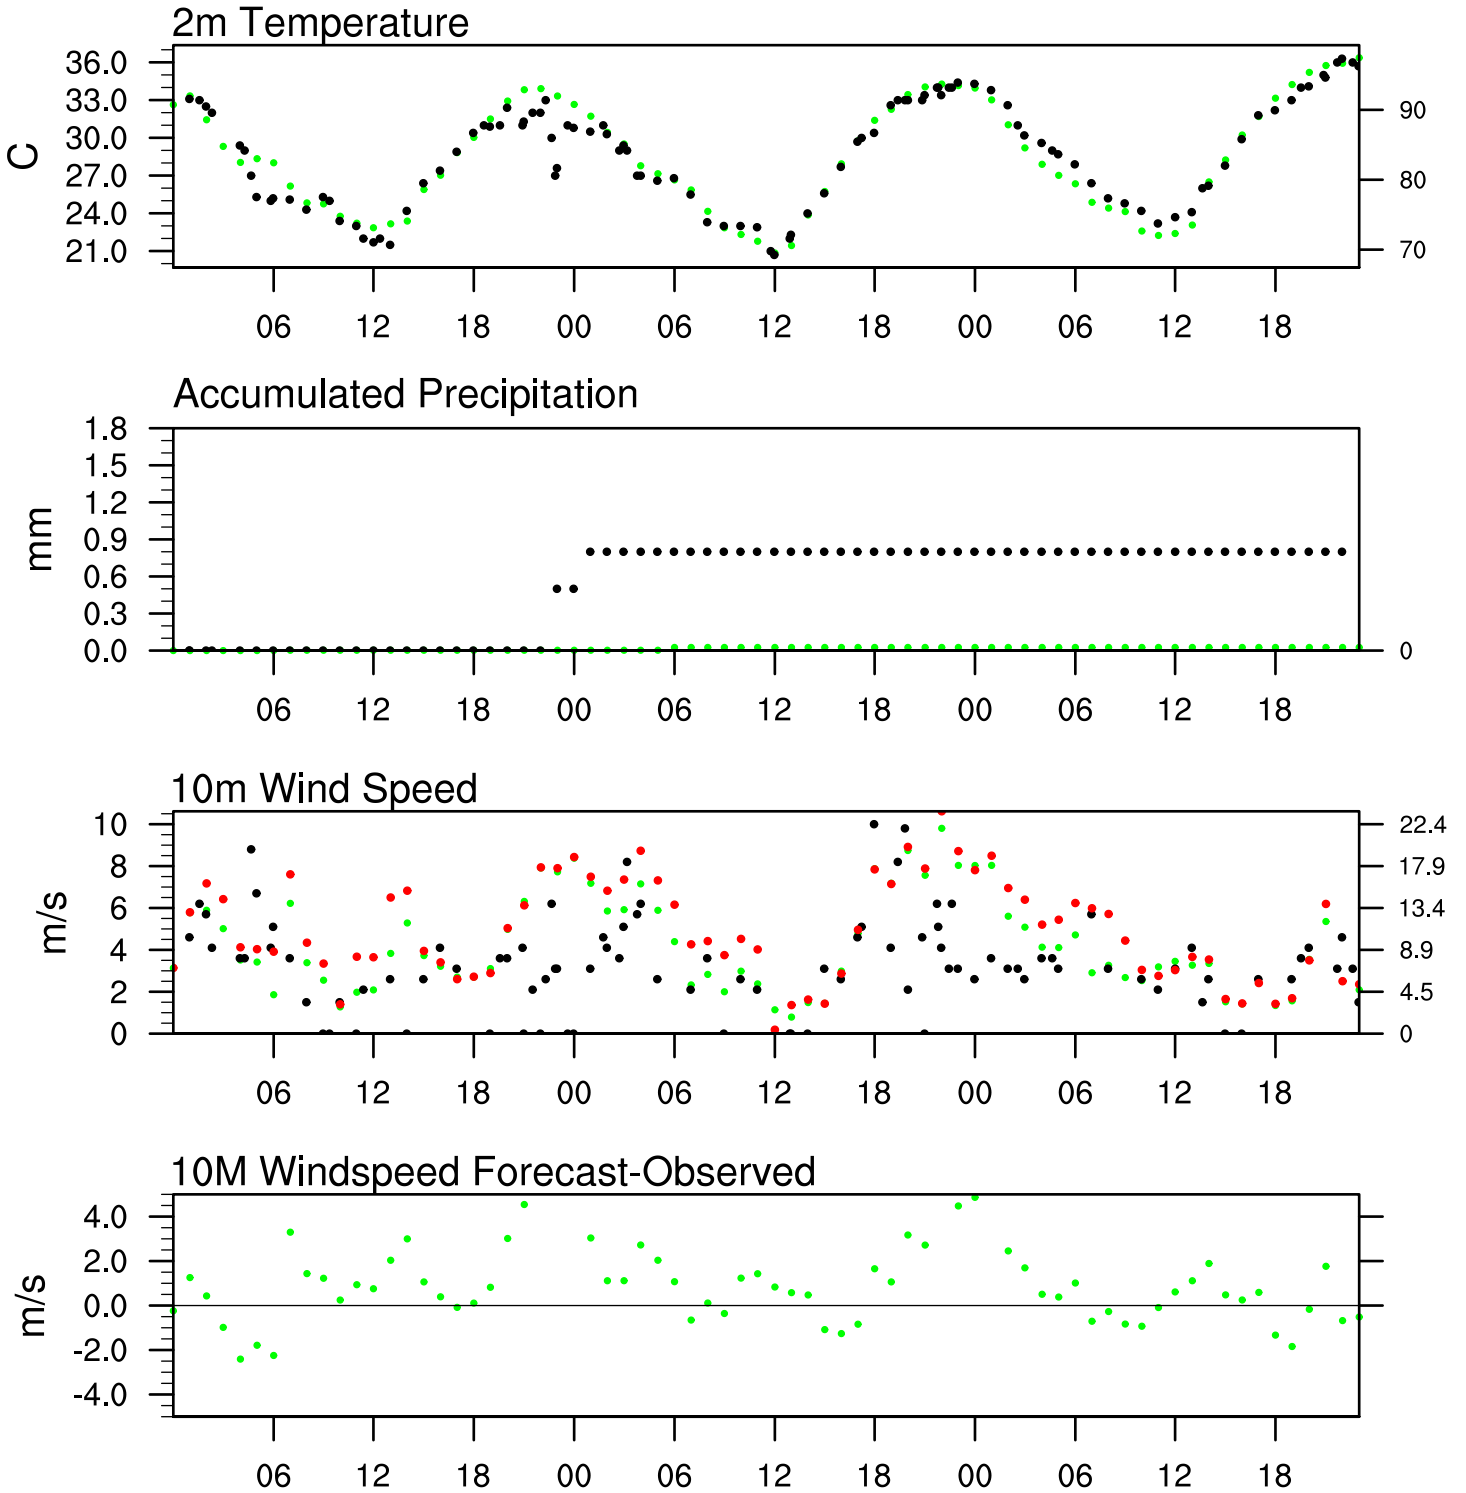 2m Temperature
36.0
33.0
30.0
27.0
24.0
21.0
C
90
80
70
06 12 18 00 06 12 18 00 06 12 18
Accumulated Precipitation
1.8
1.5
1.2
0.9
0.6
0.3
0.0
mm
0
06 12 18 00 06 12 18 00 06 12 18
10m Wind Speed
10
8
6
4
2
0
m/s
22.4
17.9
13.4
8.9
4.5
0
06 12 18 00 06 12 18 00 06 12 18
10M Windspeed Forecast-Observed
4.0
2.0
0.0
-2.0
-4.0
m/s
06 12 18 00 06 12 18 00 06 12 18